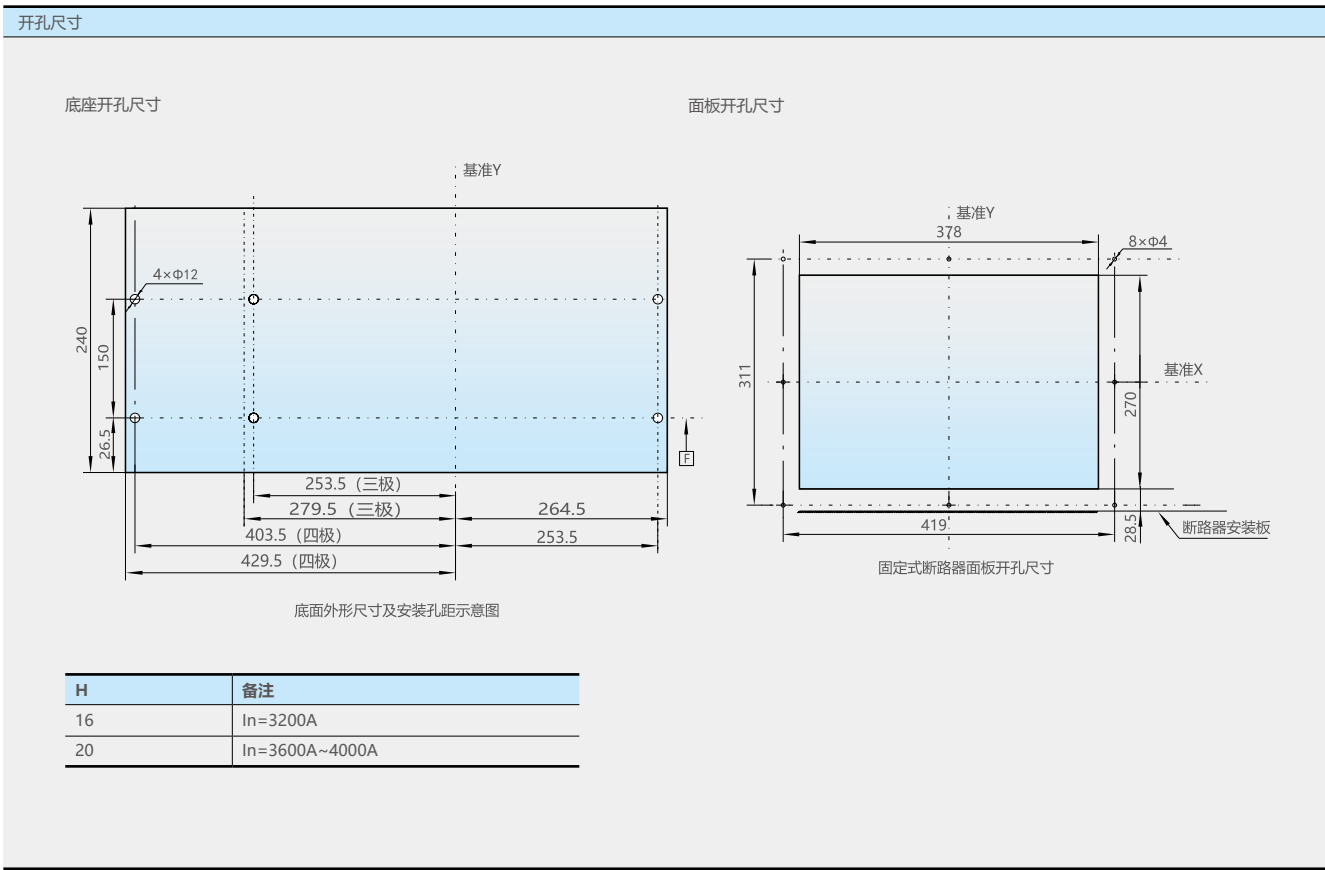 开孔尺寸
底座开孔尺寸
基准Y
4×Φ12
240
150
26.5
F
253.5（三极）
279.5（三极）
264.5
403.5（四极）
253.5
429.5（四极）
底面外形尺寸及安装孔距示意图
面板开孔尺寸
基准Y
378
8×Φ4
311
基准X
270
419
28.5
断路器安装板
固定式断路器面板开孔尺寸
H 备注
16 In=3200A
20 In=3600A~4000A